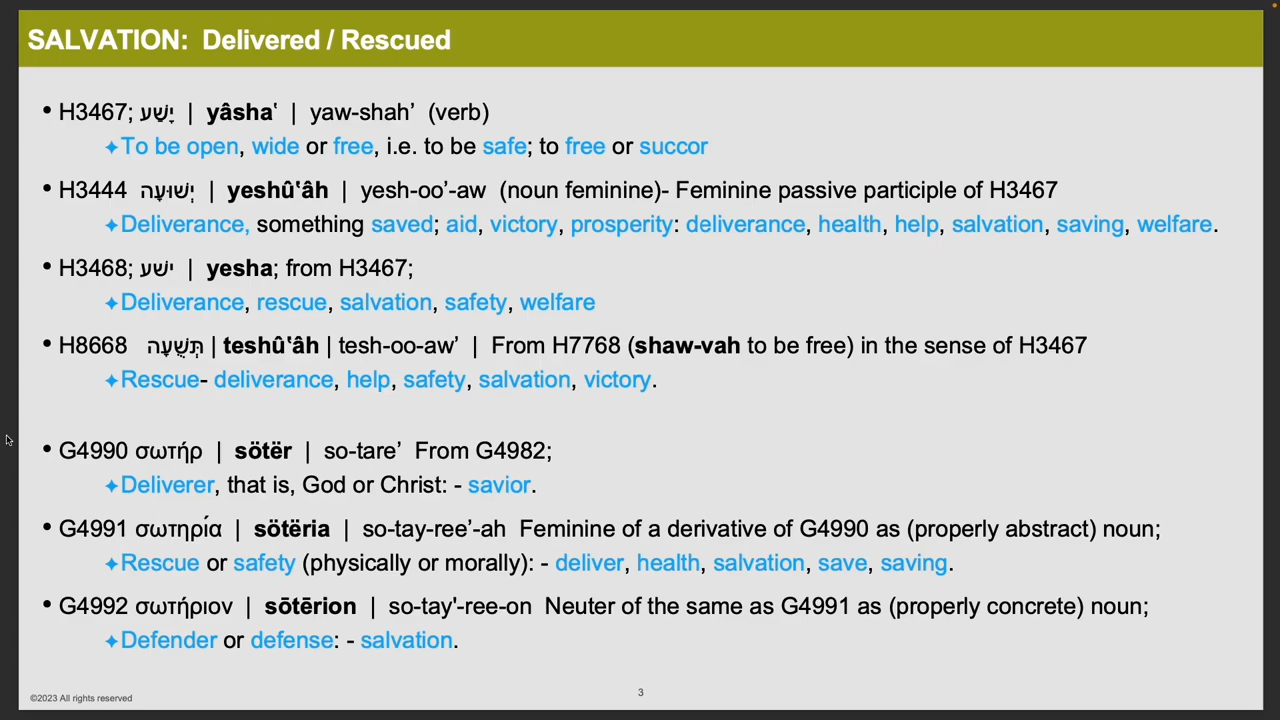 SALVATION: Delivered / Rescued
• H3467; יָשַׁע | yâshaʽ | yaw-shah’ (verb)
✦To be open, wide or free, i.e. to be safe; to free or succor
• H3444 יְשׁוּעָה | yeshûʽâh | yesh-oo’-aw (noun feminine)- Feminine passive participle of H3467
✦Deliverance, something saved; aid, victory, prosperity: deliverance, health, help, salvation, saving, welfare.
• H3468; ישׁע | yesha; from H3467;
✦Deliverance, rescue, salvation, safety, welfare
• H8668 תְּשֻׁעָה | teshûʽâh | tesh-oo-aw’ | From H7768 (shaw-vah to be free) in the sense of H3467
✦Rescue- deliverance, help, safety, salvation, victory.
• G4990 σωτήρ | sötër | so-tare’ From G4982;
✦Deliverer, that is, God or Christ: - savior.
• G4991 σωτηρία | sötëria | so-tay-ree’-ah Feminine of a derivative of G4990 as (properly abstract) noun;
✦Rescue or safety (physically or morally): - deliver, health, salvation, save, saving.
• G4992 σωτήριον | sōtērion | so-tay'-ree-on Neuter of the same as G4991 as (properly concrete) noun;
✦Defender or defense: - salvation.
©2023 All rights reserved
3